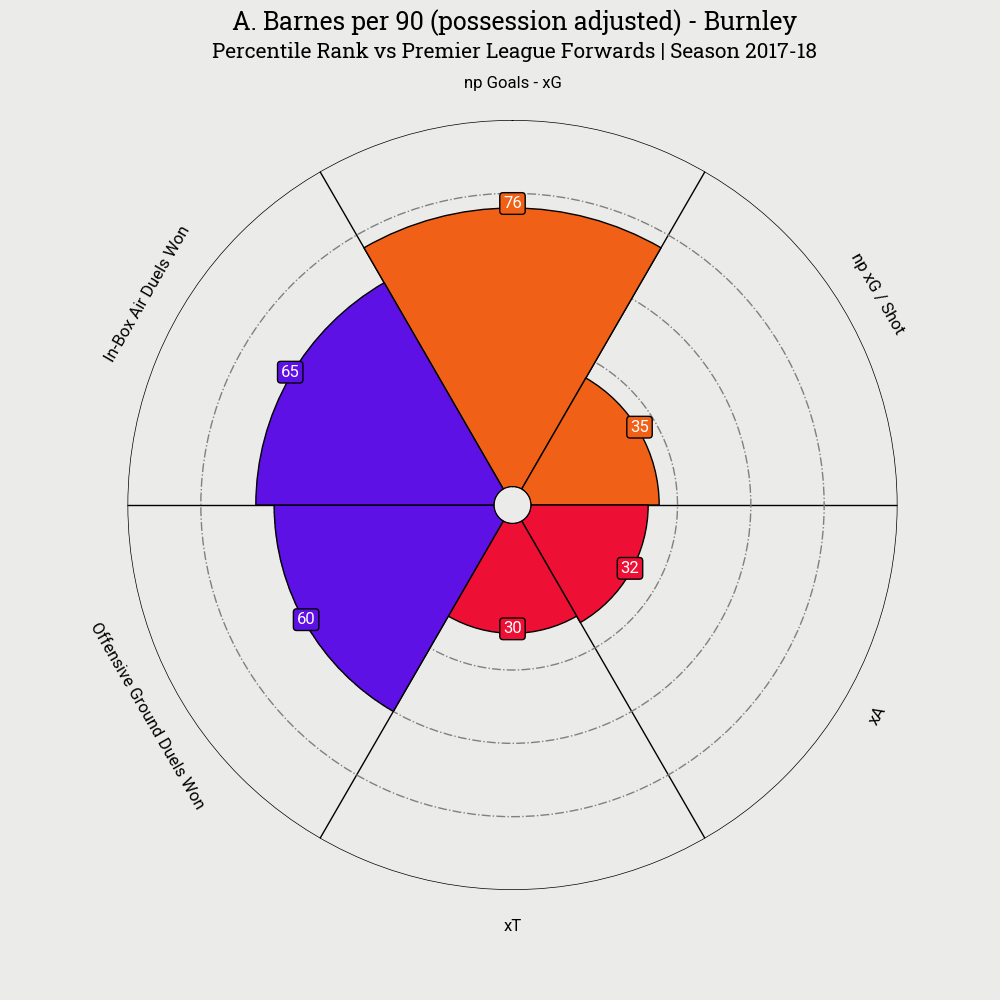 A. Barnes per 90 (possession adjusted) - Burnley
Percentile Rank vs Premier League Forwards | Season 2017-18
np Goals - xG
76
In-Box Air Duels Won
np xG / Shot
65
35
32
60
30
Offensive Ground Duels Won
xA
xT